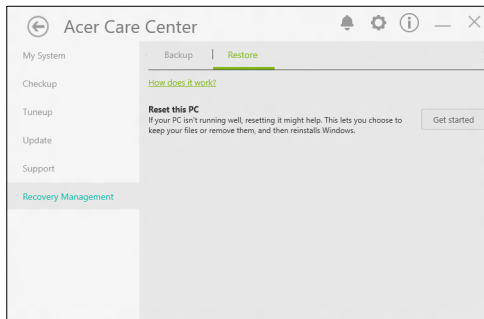 Acer Care Center
My System
Checkup
Tuneup
Update
Support
Recovery Management
Backup
Restore
How does it work?
Reset this PC
If your PC isn't running well, resetting it might help. This lets you choose to
keep your files or remove them, and then reinstalls Windows.
Get started